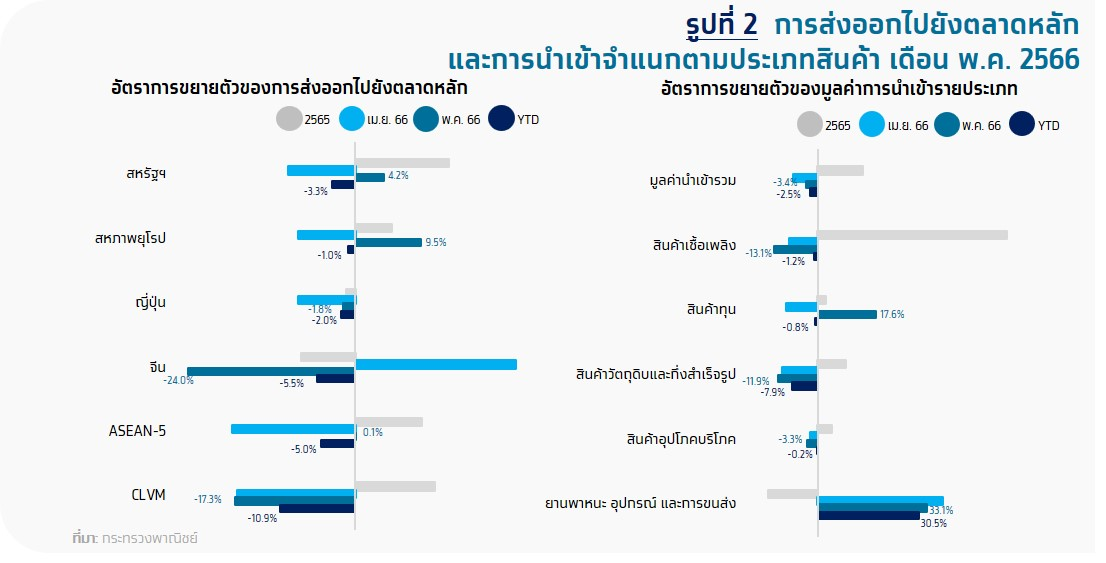 รูปที่ 2 การส่งออกไปยังตลาดหลัก
และการนำเข้าจำแนกตามประเภทสินค้า เดือน พ.ค. 2566
อัตราการขยายตัวของการส่งออกไปยังตลาดหลัก
2565 เม.ย. 66 พ.ค. 66 YTD
สหรัฐฯ
4.2%
-3.3%
สหภาพยุโรป
9.5%
-1.0%
ญี่ปุ่น
-1.8%
-2.0%
จีน
-24.0%
-5.5%
ASEAN-5
0.1%
-5.0%
CLVM
-17.3%
-10.9%
ที่มา: กระทรวงพาณิชย์
อัตราการขยายตัวของมูลค่าการนำเข้ารายประเภท
2565 เม.ย. 66 พ.ค. 66 YTD
มูลค่านำเข้ารวม
-3.4%
-2.5%
สินค้าเชื้อเพลิง
-13.1%
-1.2%
สินค้าทุน
17.6%
-0.8%
สินค้าวัตถุดิบและกึ่งสำเร็จรูป
-11.9%
-7.9%
สินค้าอุปโภคบริโภค
-3.3%
-0.2%
ยานพาหนะ อุปกรณ์ และการขนส่ง
33.1%
30.5%